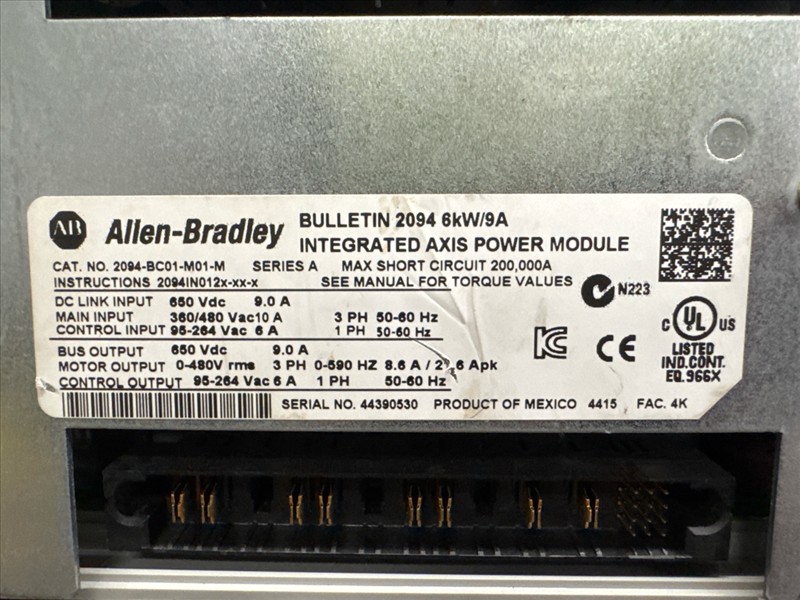 AB Allen-Bradley
BULLETIN 2094 6kW/9A
INTEGRATED AXIS POWER MODULE
CAT. NO. 2094-BC01-M01-M SERIES A MAX SHORT CIRCUIT 200,000A
INSTRUCTIONS 2094IN012x-xx-x SEE MANUAL FOR TORQUE VALUES
N223
DC LINK INPUT 650 Vdc 9.0 A
MAIN INPUT 360/480 Vac10 A 3 PH 50-60 Hz
CONTROL INPUT 95-264 Vac 6 A 1 PH 50-60 Hz
BUS OUTPUT 650 Vdc 9.0 A
MOTOR OUTPUT 0-480V rms 3 PH 0-590 HZ 8.6 A / Apk
CONTROL OUTPUT 95-264 Vac 6 A 1 PH 50-60 Hz
KC CE
C UL US
LISTED
IND.CONT.
EQ.966X
SERIAL NO. 44390530 PRODUCT OF MEXICO 4415 FAC. 4K